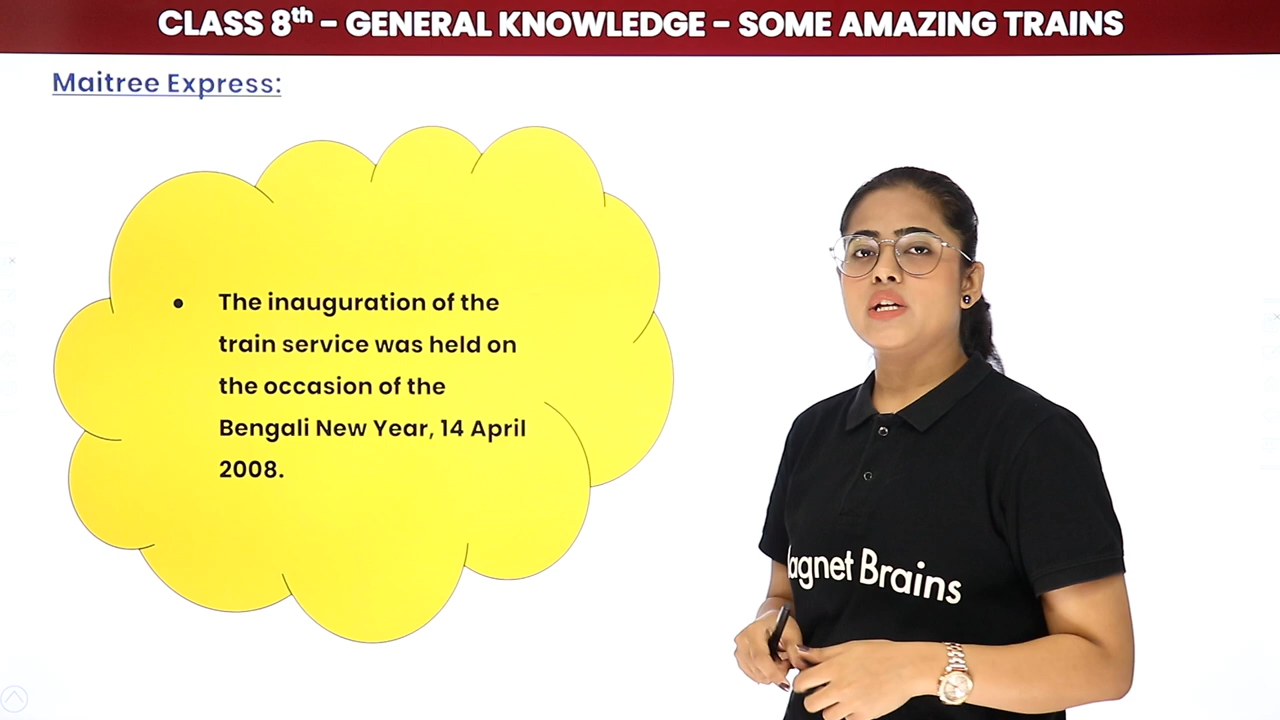 CLASS 8th – GENERAL KNOWLEDGE – SOME AMAZING TRAINS
Maitree Express:
• The inauguration of the
train service was held on
the occasion of the
Bengali New Year, 14 April
2008.
agnet Brains